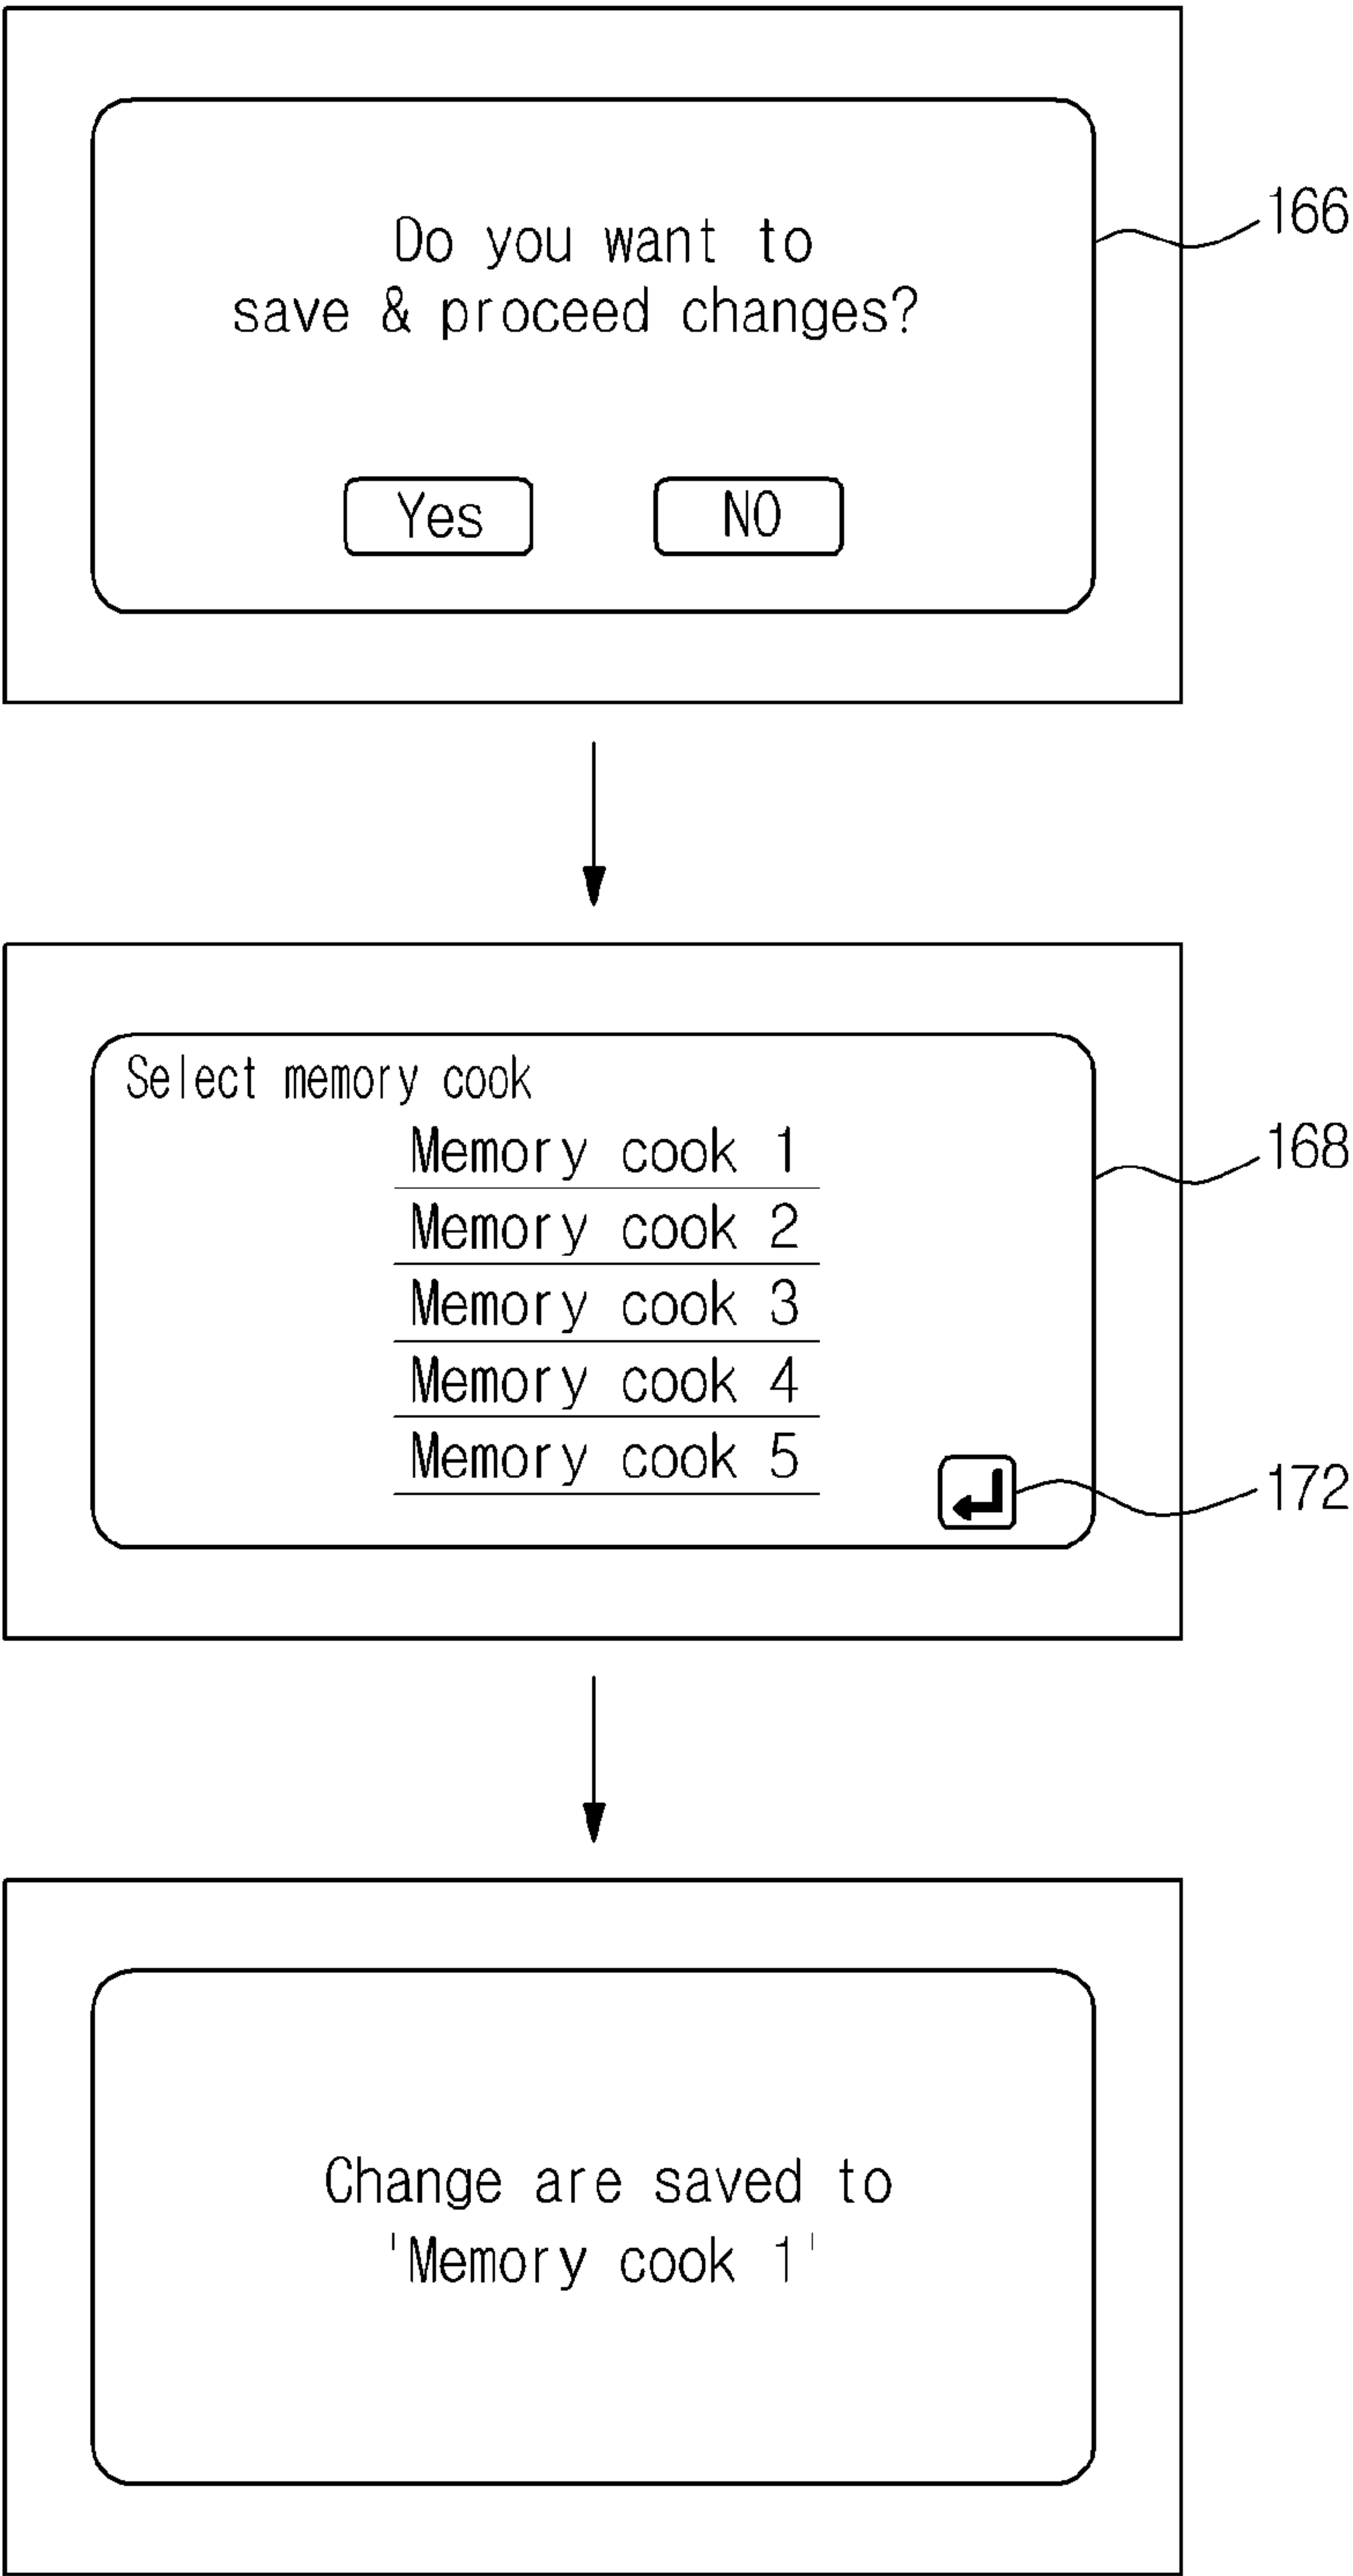 Do you want to
save & proceed changes?
166
Yes NO
Select memory cook
Memory cook 1
168
Memory cook 2
Memory cook 3
Memory cook 4
Memory cook 5
172
Change are saved to
'Memory cook 1'